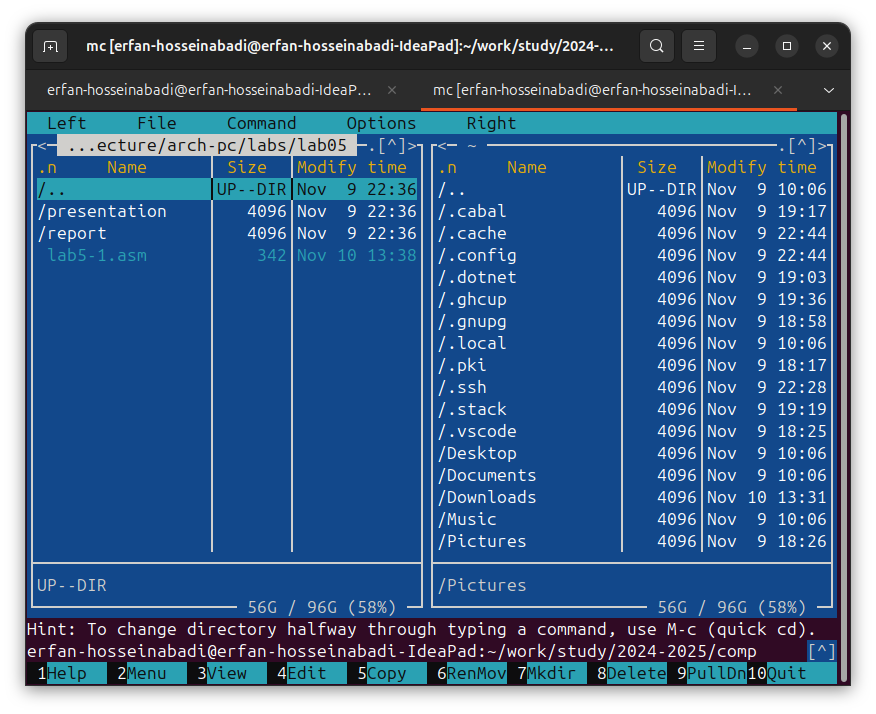 mc [erfan-hosseinabadi@erfan-hosseinabadi-IdeaPad]:~/work/study/2024-...
erfan-hosseinabadi@erfan-hosseinabadi-IdeaP...
mc [erfan-hosseinabadi@erfan-hosseinabadi-I...
Left File Command Options Right
<- ...ecture/arch-pc/labs/lab05 -.[^]>
.n Name Size Modify time
/.. UP--DIR Nov 9 22:36
/presentation 4096 Nov 9 22:36
/report 4096 Nov 9 22:36
lab5-1.asm 342 Nov 10 13:38
UP--DIR
56G / 96G (58%)
<- ~ .[^]>
.n Name Size Modify time
/.. UP--DIR Nov 9 10:06
/.cabal 4096 Nov 9 19:17
/.cache 4096 Nov 9 22:44
/.config 4096 Nov 9 22:44
/.dotnet 4096 Nov 9 19:03
/.ghcup 4096 Nov 9 19:36
/.gnupg 4096 Nov 9 18:58
/.local 4096 Nov 9 10:06
/.pki 4096 Nov 9 18:17
/.ssh 4096 Nov 9 22:28
/.stack 4096 Nov 9 19:19
/.vscode 4096 Nov 9 18:25
/Desktop 4096 Nov 9 10:06
/Documents 4096 Nov 9 10:06
/Downloads 4096 Nov 10 13:31
/Music 4096 Nov 9 10:06
/Pictures 4096 Nov 9 18:26
/Pictures
56G / 96G (58%)
Hint: To change directory halfway through typing a command, use M-c (quick cd).
erfan-hosseinabadi@erfan-hosseinabadi-IdeaPad:~/work/study/2024-2025/comp [^]
1Help 2Menu 3View 4Edit 5Copy 6RenMov 7Mkdir 8Delete 9PullDn 10Quit